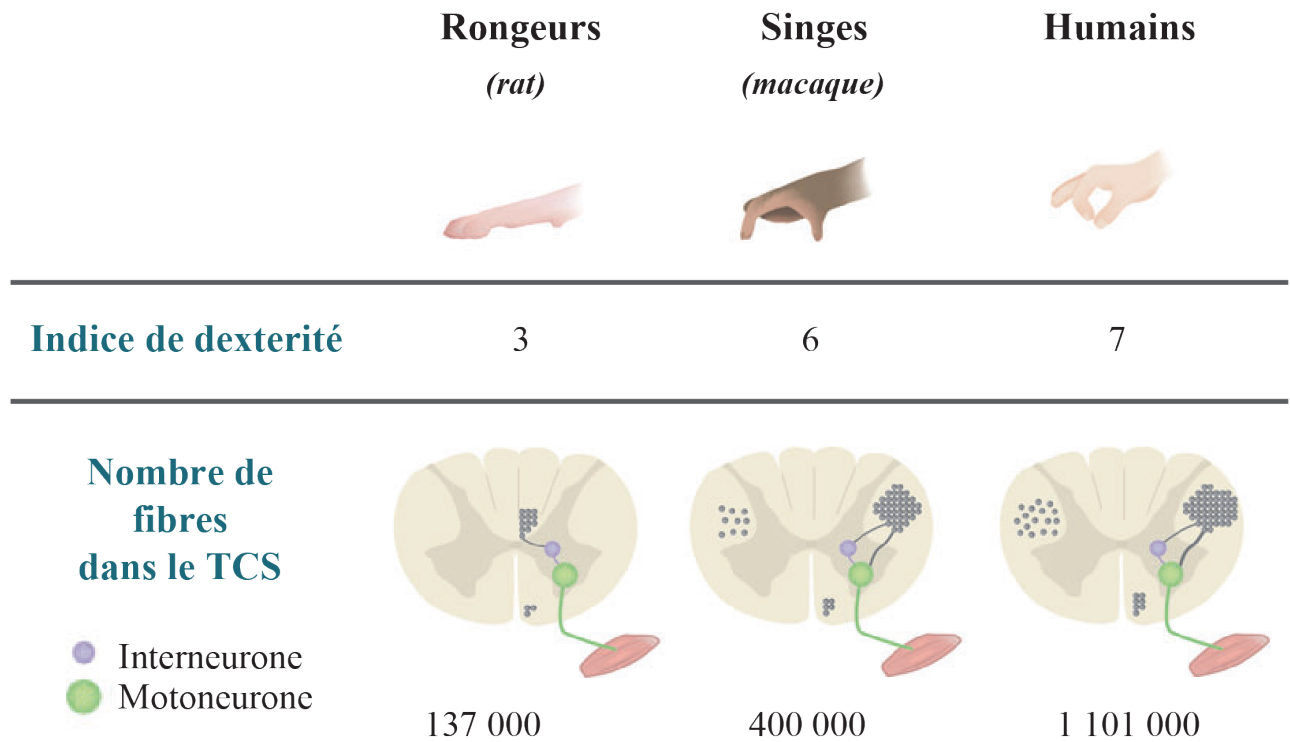 Rongeurs Singes Humains
(rat) (macaque)
Indice de dexterité 3 6 7
Nombre de
fibres
dans le TCS
Interneurone
Motoneurone
137 000 400 000 1 101 000